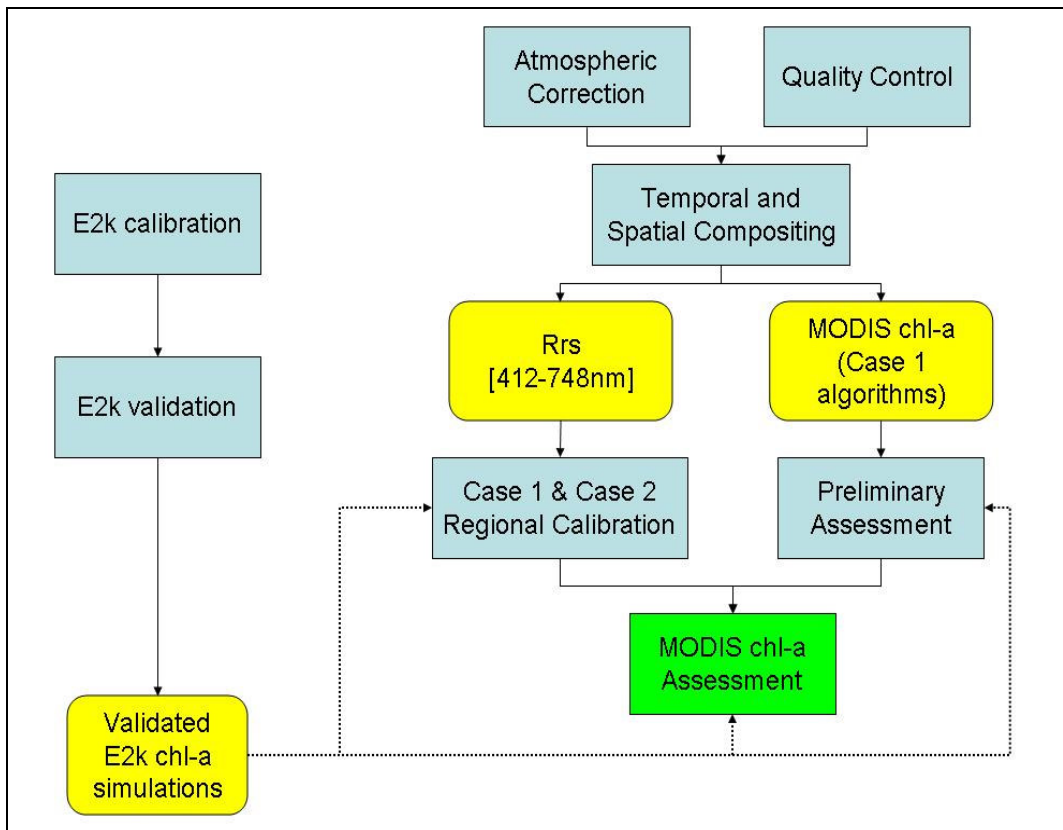 Atmospheric
Correction
Quality Control
Temporal and
Spatial Compositing
E2k calibration
E2k validation
Rrs
[412-748nm]
MODIS chl-a
(Case 1
algorithms)
Case 1 & Case 2
Regional Calibration
Preliminary
Assessment
MODIS chl-a
Assessment
Validated
E2k chl-a
simulations